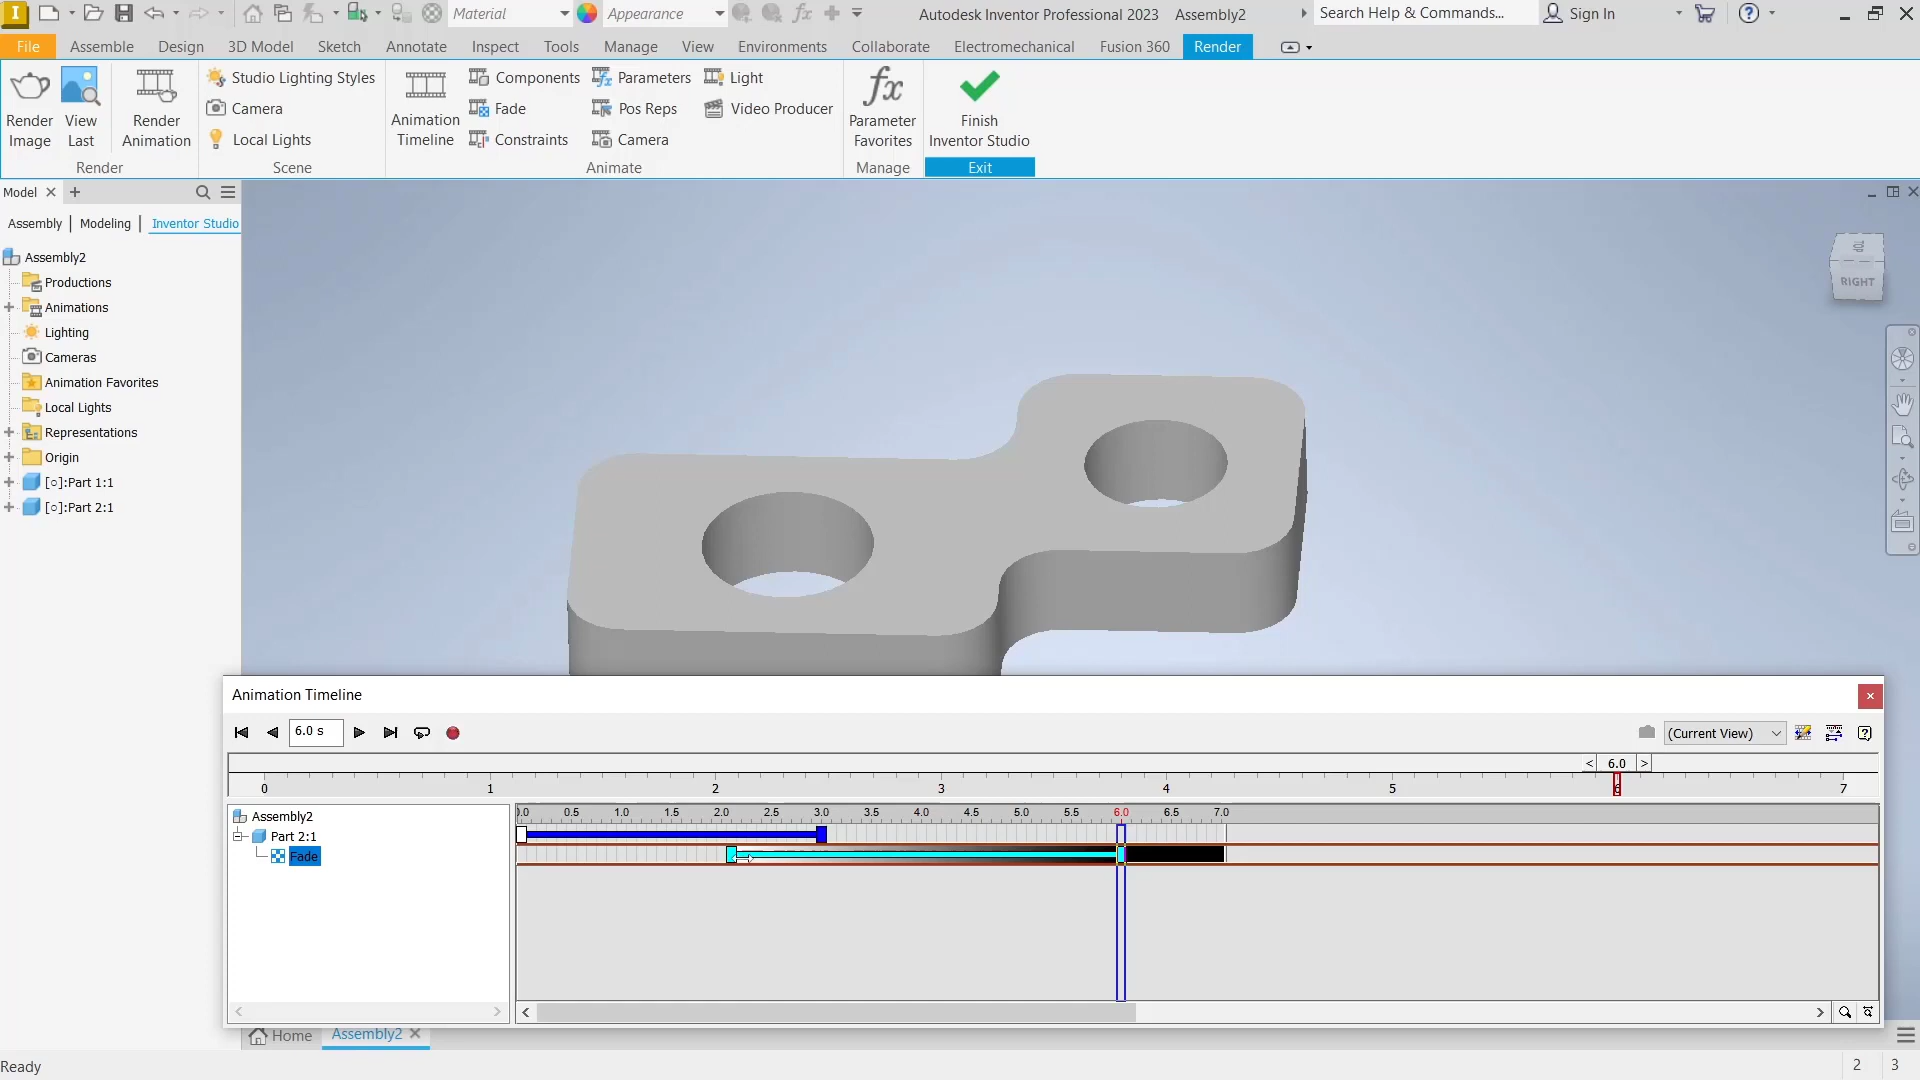 Material
Appearance
fx
Autodesk Inventor Professional 2023 Assembly2
Search Help & Commands...
Sign In
File Assemble Design 3D Model Sketch Annotate Inspect Tools Manage View Environments Collaborate Electromechanical Fusion 360 Render
Render
Image
View
Last
Render
Animation
Render
Studio Lighting Styles
Camera
Local Lights
Scene
Animation
Timeline
Components
Fade
Constraints
Parameters
Pos Reps
Camera
Light
Video Producer
Animate
fx
Parameter
Favorites
Manage
Finish
Inventor Studio
Exit
Model
Assembly | Modeling | Inventor Studio
Assembly2
Productions
Animations
Lighting
Cameras
Animation Favorites
Local Lights
Representations
Origin
[○]:Part 1:1
[○]:Part 2:1
TOP
RIGHT
Animation Timeline
6.0 s
(Current View)
< 6.0 >
0 1 2 3 4 5 6 7
Assembly2
Part 2:1
Fade
0.0 0.5 1.0 1.5 2.0 2.5 3.0 3.5 4.0 4.5 5.0 5.5 6.0 6.5 7.0
Home
Assembly2
Ready
2 3